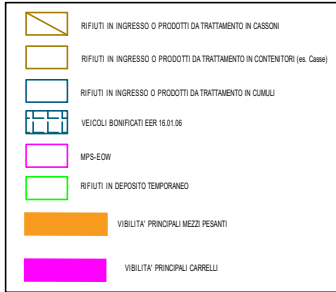 RIFIUTI IN INGRESSO O PRODOTTI DA TRATTAMENTO IN CASSONI
RIFIUTI IN INGRESSO O PRODOTTI DA TRATTAMENTO IN CONTENITORI (es. Casse)
RIFIUTI IN INGRESSO O PRODOTTI DA TRATTAMENTO IN CUMULI
VEICOLI BONIFICATI EER 16.01.06
MPS-EOW
RIFIUTI IN DEPOSITO TEMPORANEO
VIBILITA' PRINCIPALI MEZZI PESANTI
VIBILITA' PRINCIPALI CARRELLI